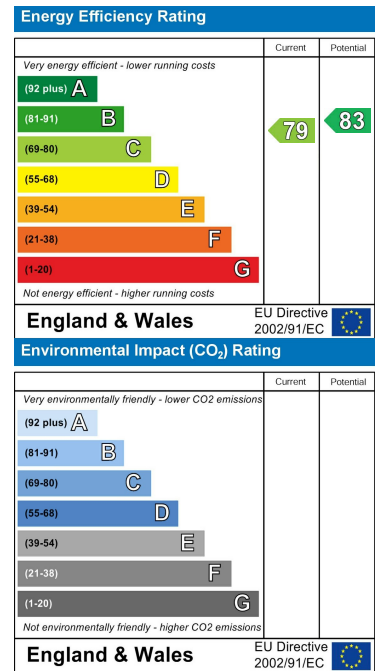 Energy Efficiency Rating
Current Potential
Very energy efficient - lower running costs
(92 plus) A
(81-91) B
(69-80) C
(55-68) D
(39-54) E
(21-38) F
(1-20) G
79
83
Not energy efficient - higher running costs
England & Wales
EU Directive
2002/91/EC
Environmental Impact (CO₂) Rating
Current Potential
Very environmentally friendly - lower CO2 emissions
(92 plus) A
(81-91) B
(69-80) C
(55-68) D
(39-54) E
(21-38) F
(1-20) G
Not environmentally friendly - higher CO2 emissions
England & Wales
EU Directive
2002/91/EC